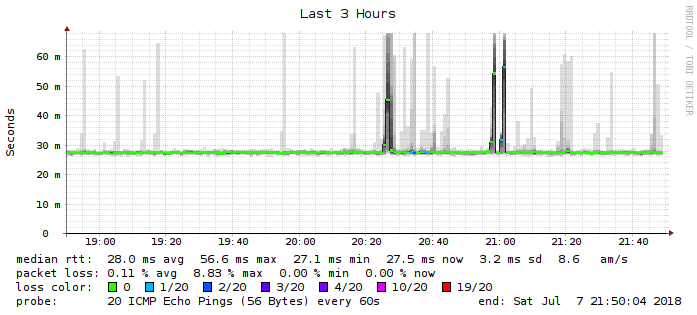 Last 3 Hours
RRDTOOL / TOBI OETIKER
Seconds
60 m
50 m
40 m
30 m
20 m
10 m
0
19:00 19:20 19:40 20:00 20:20 20:40 21:00 21:20 21:40
median rtt: 28.0 ms avg 56.6 ms max 27.1 ms min 27.5 ms now 3.2 ms sd 8.6 am/s
packet loss: 0.11 % avg 8.83 % max 0.00 % min 0.00 % now
loss color: 0 1/20 2/20 3/20 4/20 10/20 19/20
probe: 20 ICMP Echo Pings (56 Bytes) every 60s end: Sat Jul 7 21:50:04 2018